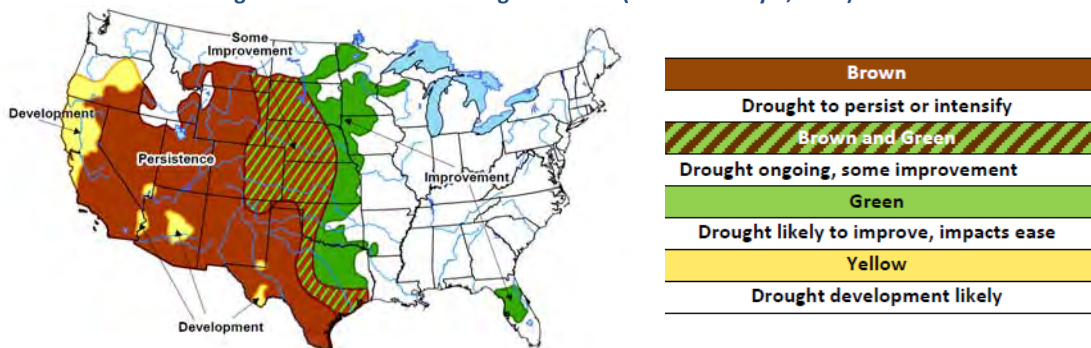 Some
Improvement
Development
Persistence
Improvement
Development
Brown
Drought to persist or intensify
Brown and Green
Drought ongoing, some improvement
Green
Drought likely to improve, impacts ease
Yellow
Drought development likely